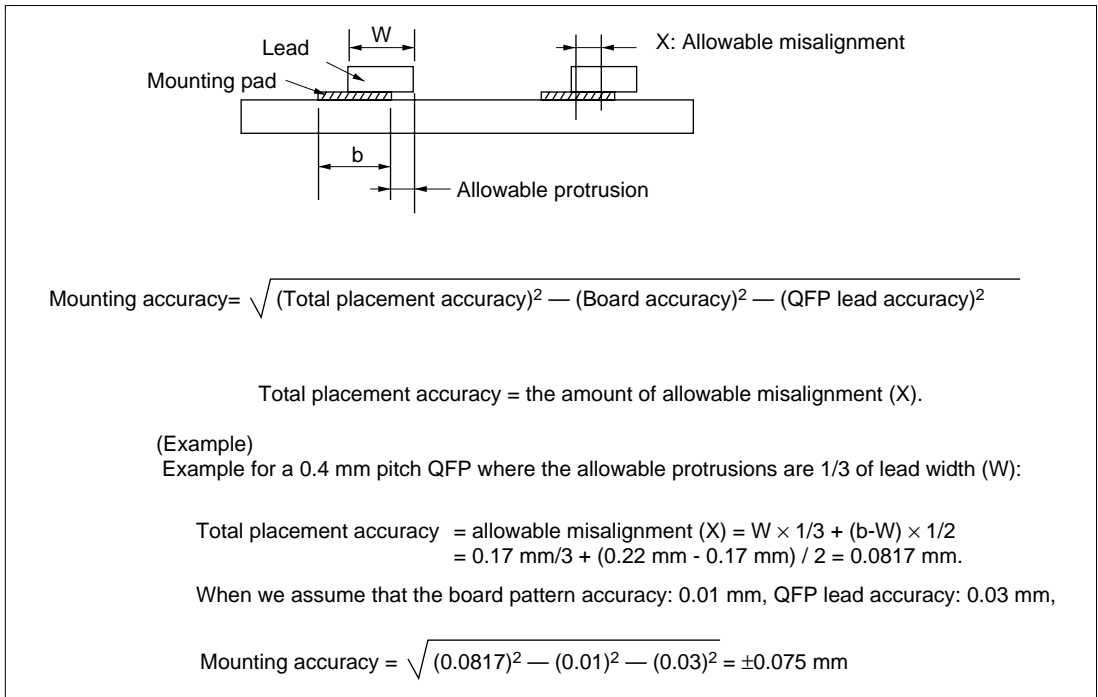 W
Lead
X: Allowable misalignment
Mounting pad
b
Allowable protrusion
Mounting accuracy= √(Total placement accuracy)² — (Board accuracy)² — (QFP lead accuracy)²
Total placement accuracy = the amount of allowable misalignment (X).
(Example)
Example for a 0.4 mm pitch QFP where the allowable protrusions are 1/3 of lead width (W):
Total placement accuracy = allowable misalignment (X) = W × 1/3 + (b-W) × 1/2
= 0.17 mm/3 + (0.22 mm - 0.17 mm) / 2 = 0.0817 mm.
When we assume that the board pattern accuracy: 0.01 mm, QFP lead accuracy: 0.03 mm,
Mounting accuracy = √(0.0817)² — (0.01)² — (0.03)² = ±0.075 mm